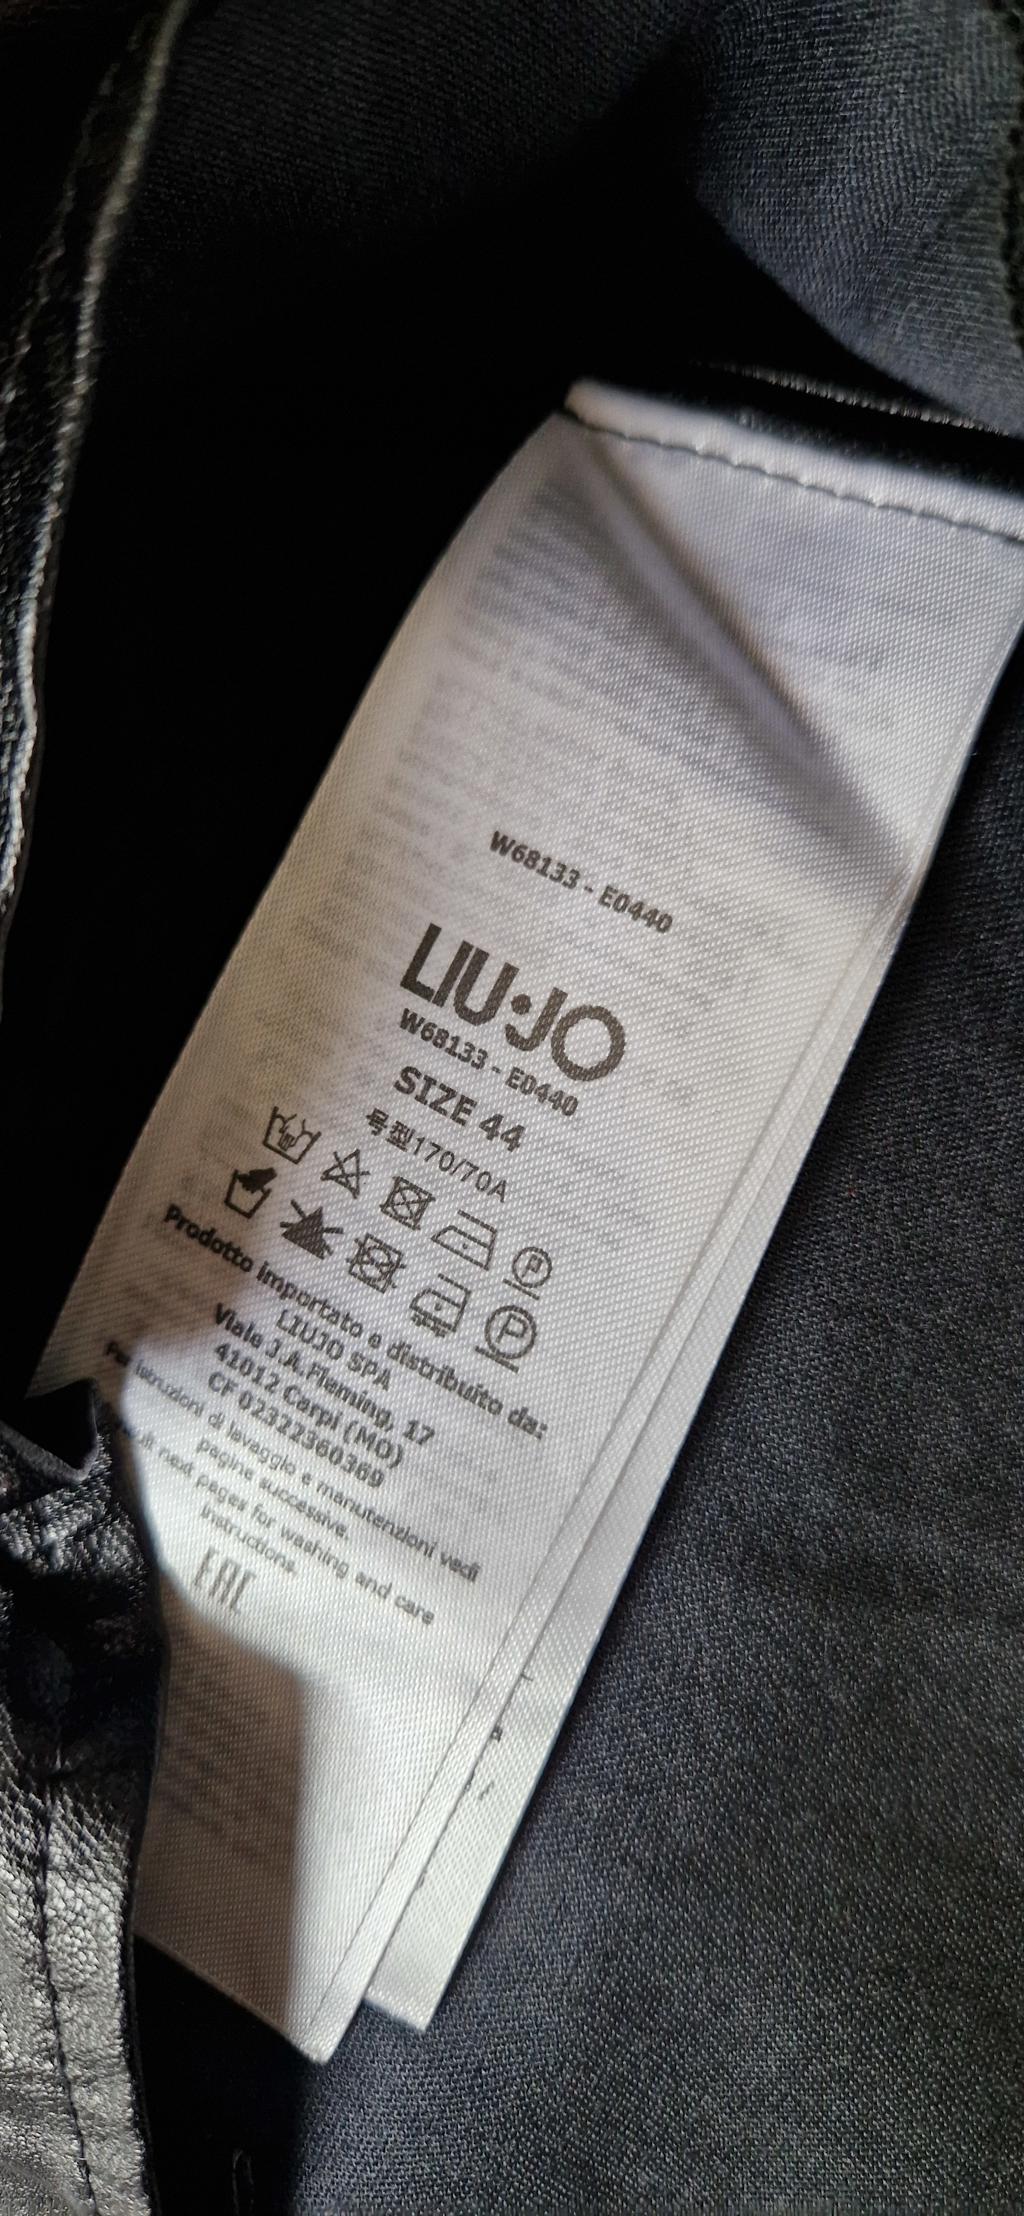 W68133 - E0440
LIU·JO
W68133 - E0440
SIZE 44
号型170/70A
P
P
Prodotto importato e distribuito da:
LIUJO SPA
Viale J.A.Fleming, 17
41012 Carpi (MO)
CF 02322360369
Per istruzioni di lavaggio e manutenzioni vedi
pagine successive.
next pages for washing and care
instructions.
EAC